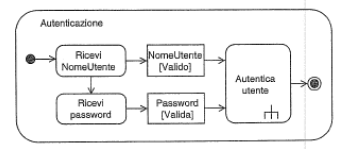 Autenticazione
Ricevi
NomeUtente
NomeUtente
[Valido]
Autentica
utente
Ricevi
password
Password
[Valida]